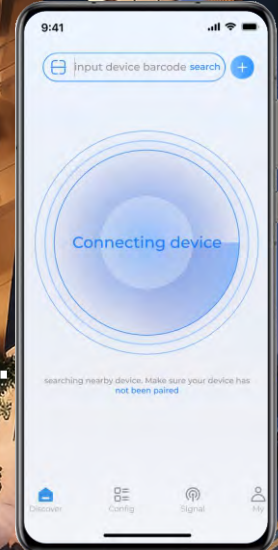 9:41
input device barcode search
Connecting device
searching nearby device. Make sure your device has
not been paired
Discover
Config
Signal
My